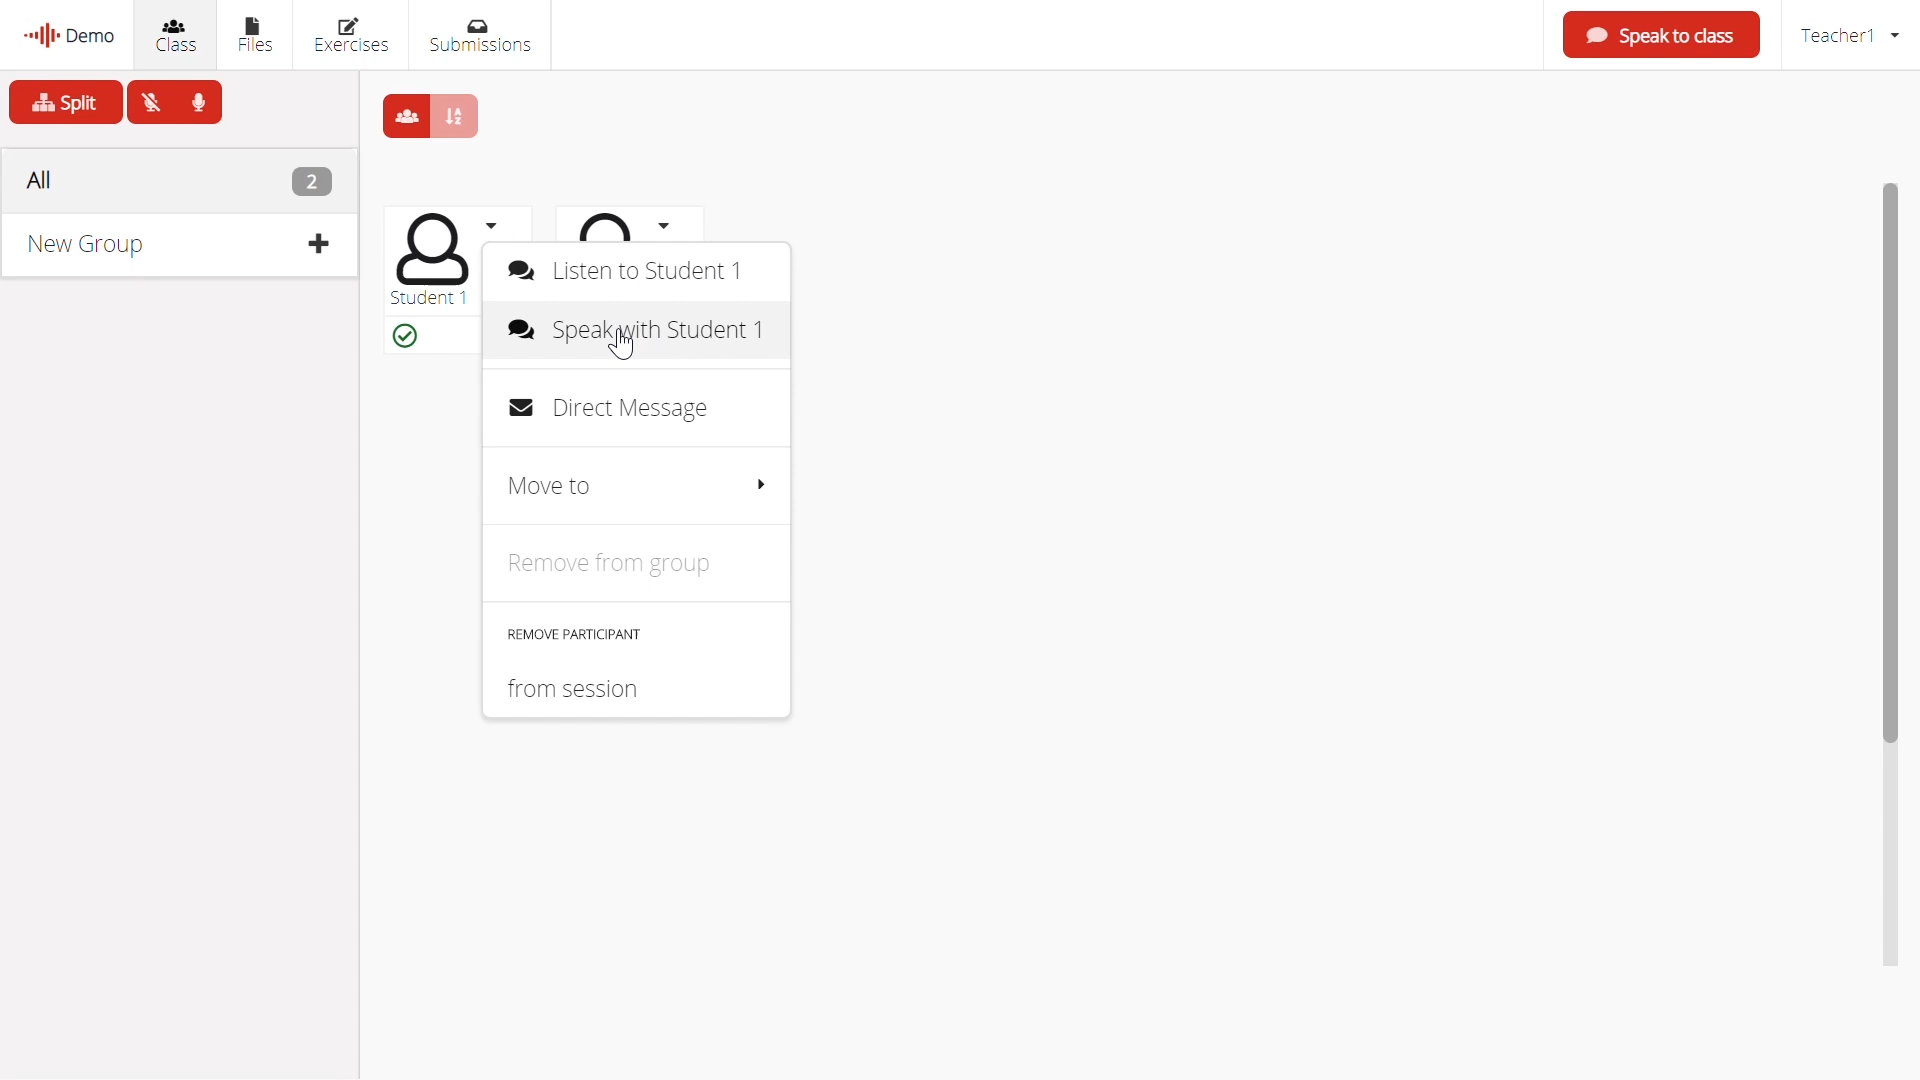 Demo
Class
Files
Exercises
Submissions
Speak to class
Teacher1
Split
All
2
New Group
Student 1
Listen to Student 1
Speak with Student 1
Direct Message
Move to
Remove from group
REMOVE PARTICIPANT
from session